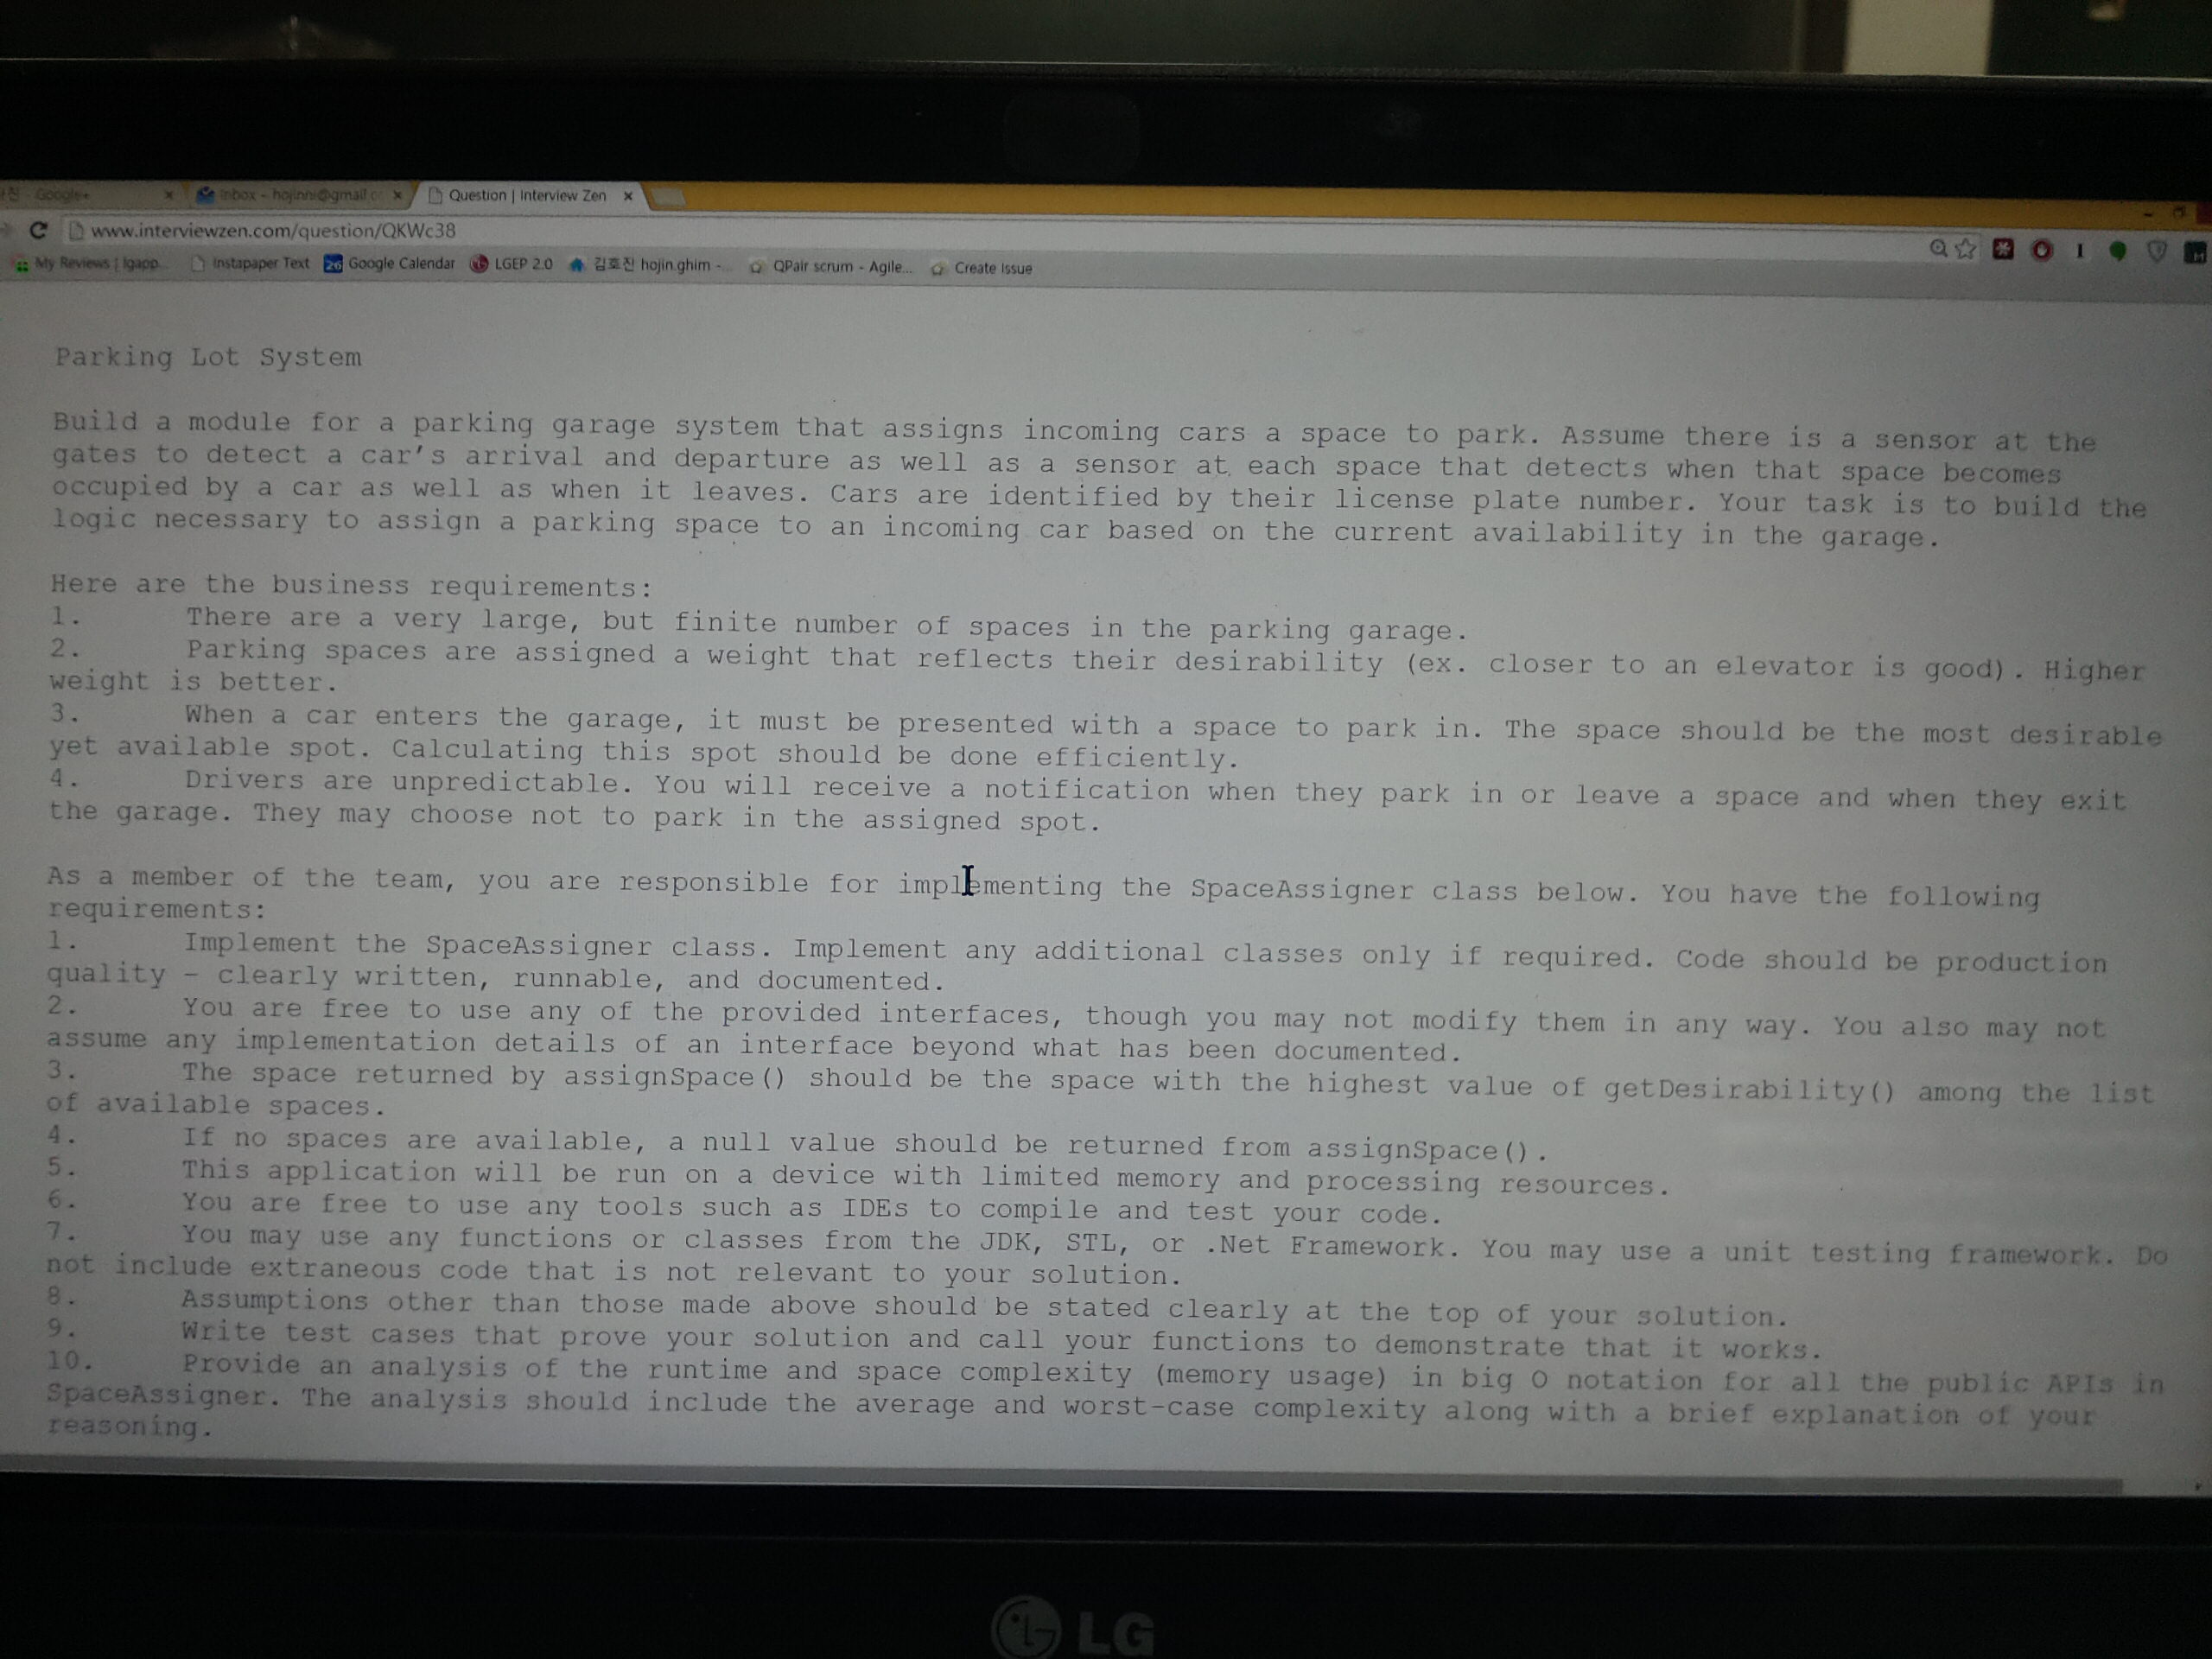 Google+
Inbox - hojinni@gmail
Question | Interview Zen
www.interviewzen.com/question/QKWc38
My Reviews | lgapp...
Instapaper Text
26 Google Calendar
LGEP 2.0
김호진 hojin.ghim -...
QPair scrum - Agile...
Create Issue
Parking Lot System
Build a module for a parking garage system that assigns incoming cars a space to park. Assume there is a sensor at the
gates to detect a car's arrival and departure as well as a sensor at each space that detects when that space becomes
occupied by a car as well as when it leaves. Cars are identified by their license plate number. Your task is to build the
logic necessary to assign a parking space to an incoming car based on the current availability in the garage.
Here are the business requirements:
1. There are a very large, but finite number of spaces in the parking garage.
2. Parking spaces are assigned a weight that reflects their desirability (ex. closer to an elevator is good). Higher
weight is better.
3. When a car enters the garage, it must be presented with a space to park in. The space should be the most desirable
yet available spot. Calculating this spot should be done efficiently.
4. Drivers are unpredictable. You will receive a notification when they park in or leave a space and when they exit
the garage. They may choose not to park in the assigned spot.
As a member of the team, you are responsible for implementing the SpaceAssigner class below. You have the following
requirements:
1. Implement the SpaceAssigner class. Implement any additional classes only if required. Code should be production
quality – clearly written, runnable, and documented.
2. You are free to use any of the provided interfaces, though you may not modify them in any way. You also may not
assume any implementation details of an interface beyond what has been documented.
3. The space returned by assignSpace() should be the space with the highest value of getDesirability() among the list
of available spaces.
4. If no spaces are available, a null value should be returned from assignSpace().
5. This application will be run on a device with limited memory and processing resources.
6. You are free to use any tools such as IDEs to compile and test your code.
7. You may use any functions or classes from the JDK, STL, or .Net Framework. You may use a unit testing framework. Do
not include extraneous code that is not relevant to your solution.
8. Assumptions other than those made above should be stated clearly at the top of your solution.
9. Write test cases that prove your solution and call your functions to demonstrate that it works.
10. Provide an analysis of the runtime and space complexity (memory usage) in big O notation for all the public APIs in
SpaceAssigner. The analysis should include the average and worst-case complexity along with a brief explanation of your
reasoning.
LG